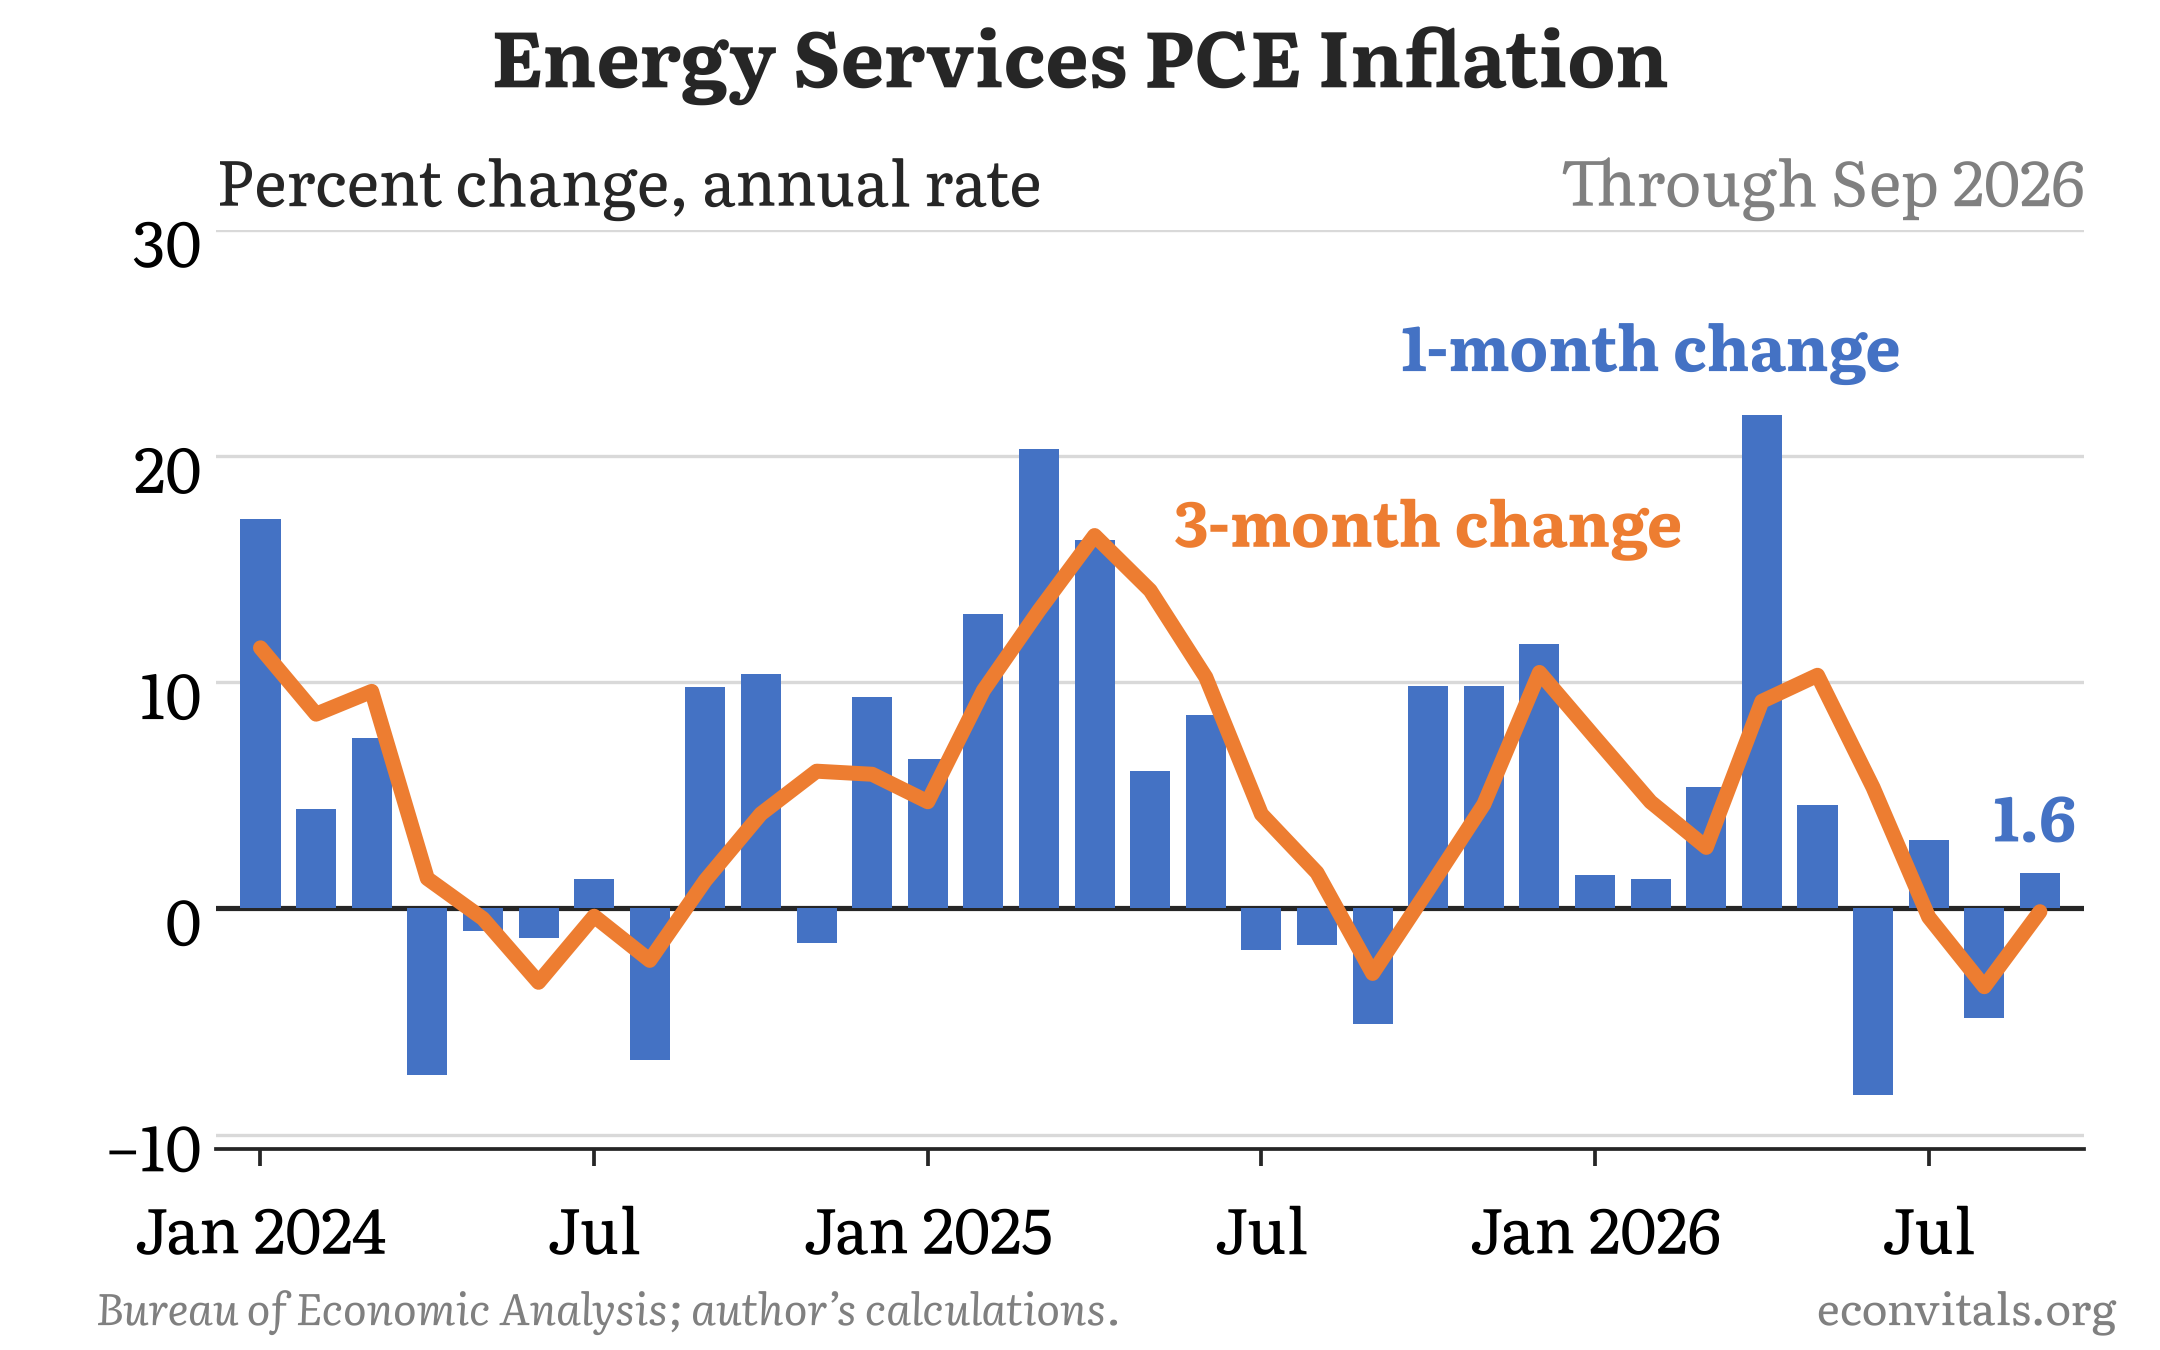 Energy Services PCE Inflation
Percent change, annual rate
Through Sep 2026
30
1-month change
20
3-month change
10
1.6
0
−10
Jan 2024
Jul
Jan 2025
Jul
Jan 2026
Jul
Bureau of Economic Analysis; author’s calculations.
econvitals.org